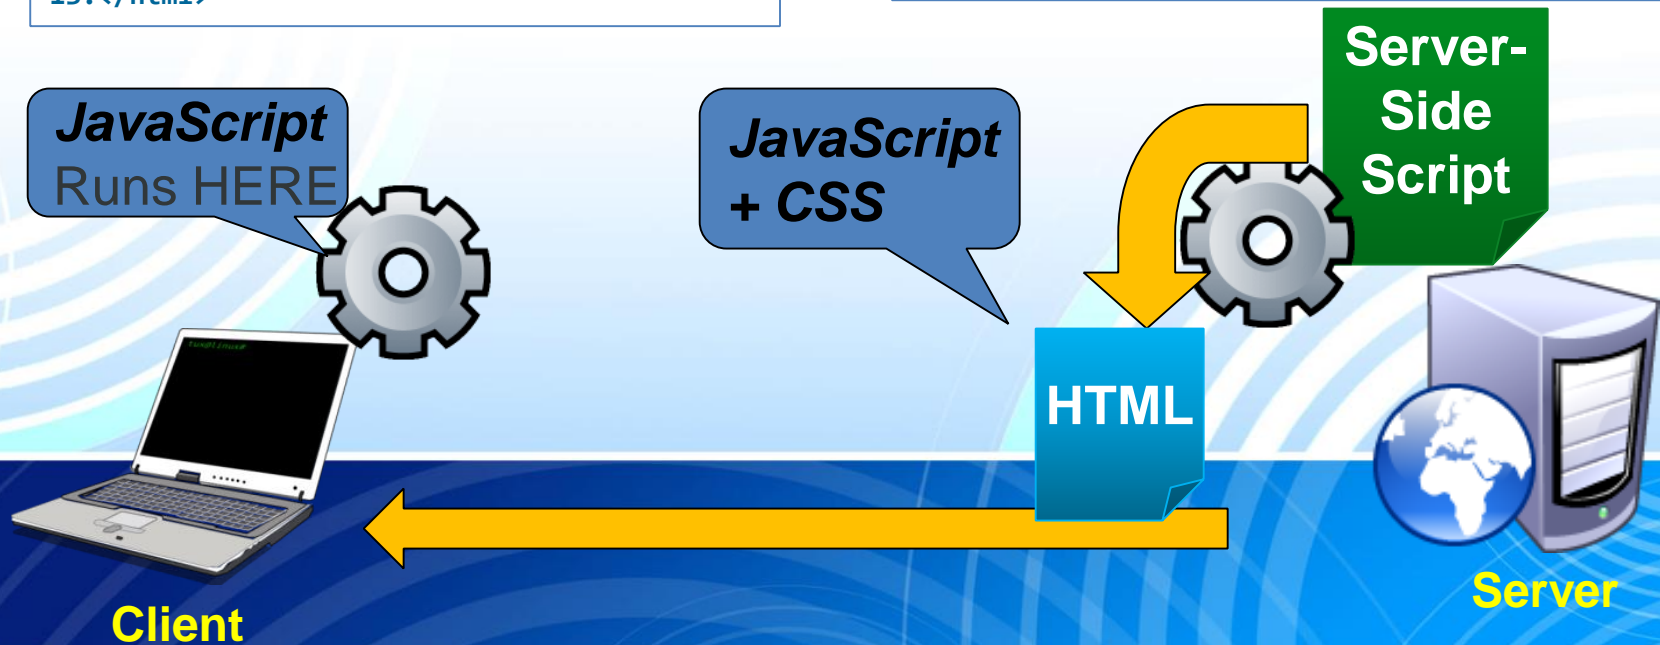 JavaScript
Runs HERE
JavaScript
+ CSS
Server-
Side
Script
HTML
Client
Server